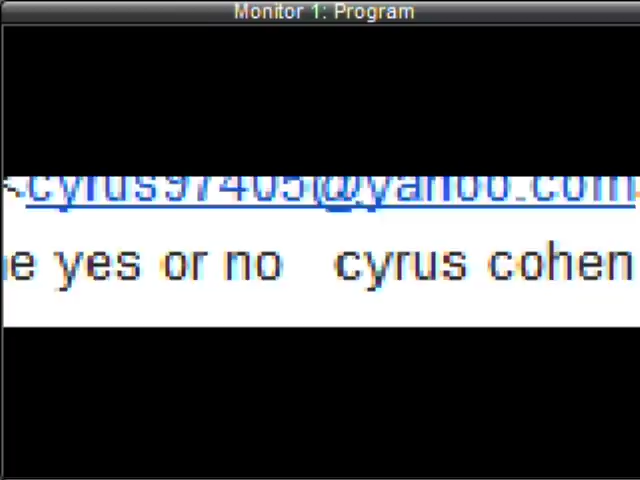 Monitor 1: Program
<cyrus97405@yahoo.com>
e yes or no cyrus cohen